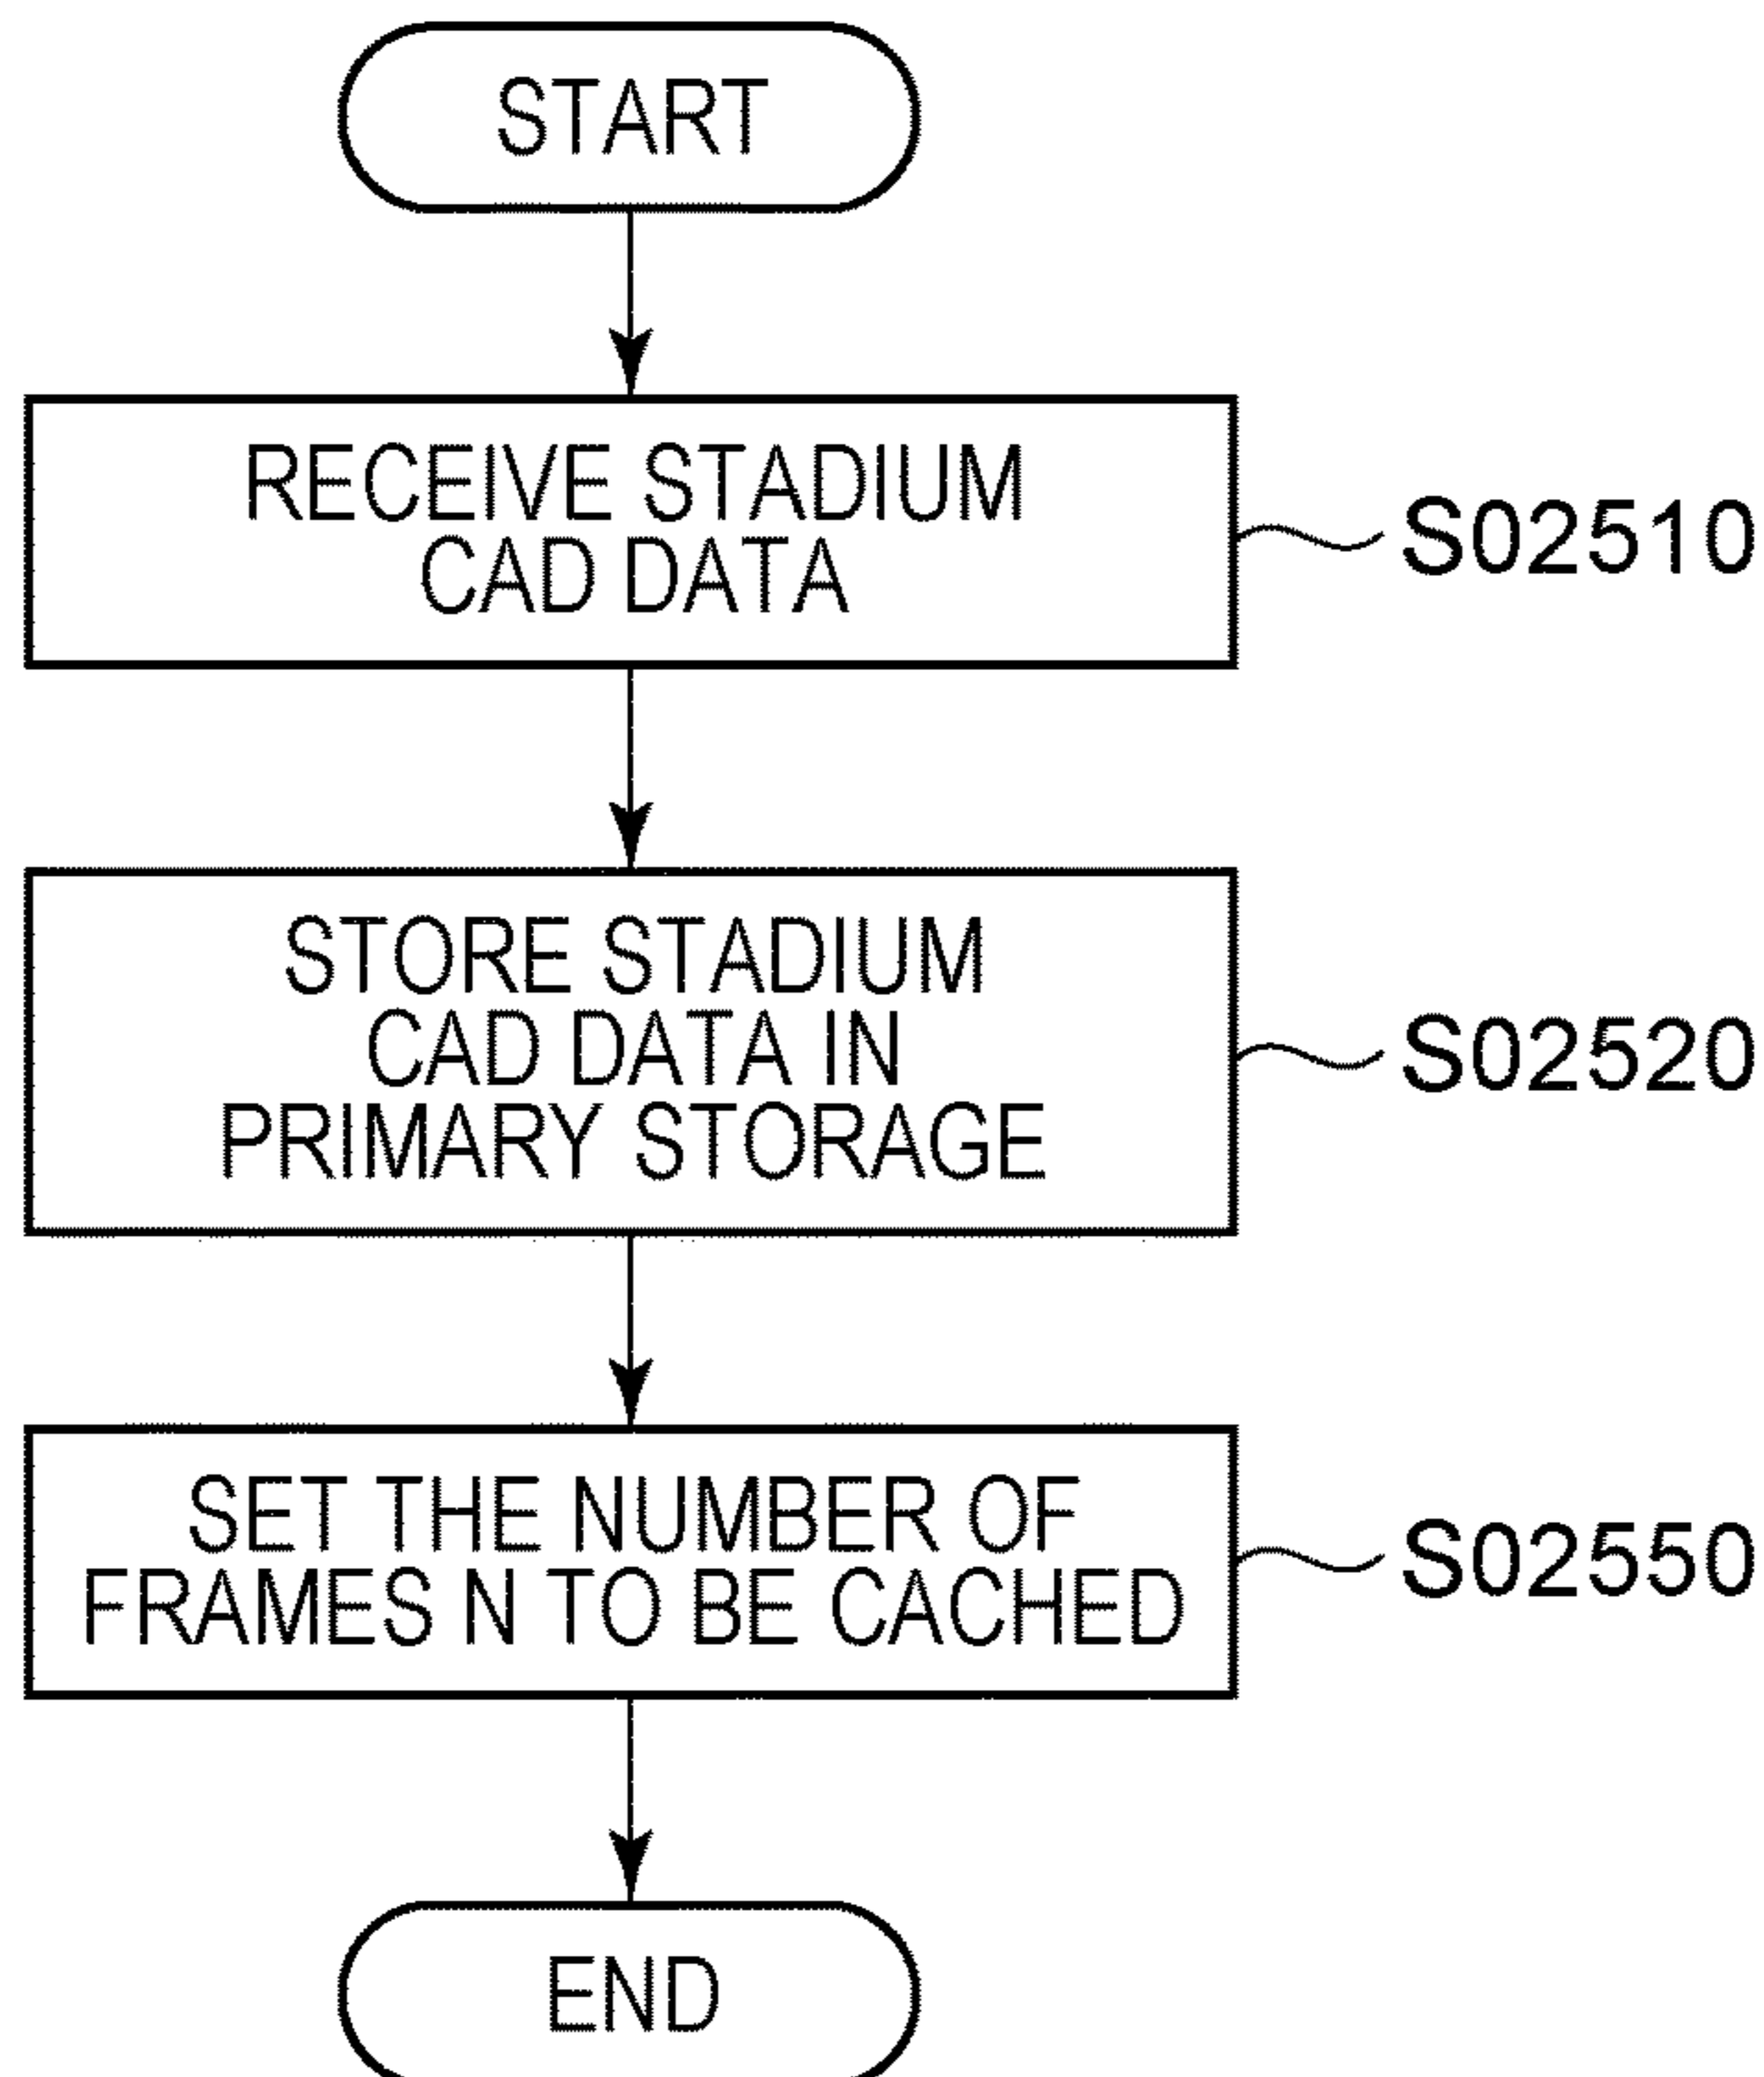 START
RECEIVE STADIUM
CAD DATA
S02510
STORE STADIUM
CAD DATA IN
PRIMARY STORAGE
S02520
SET THE NUMBER OF
FRAMES N TO BE CACHED
S02550
END